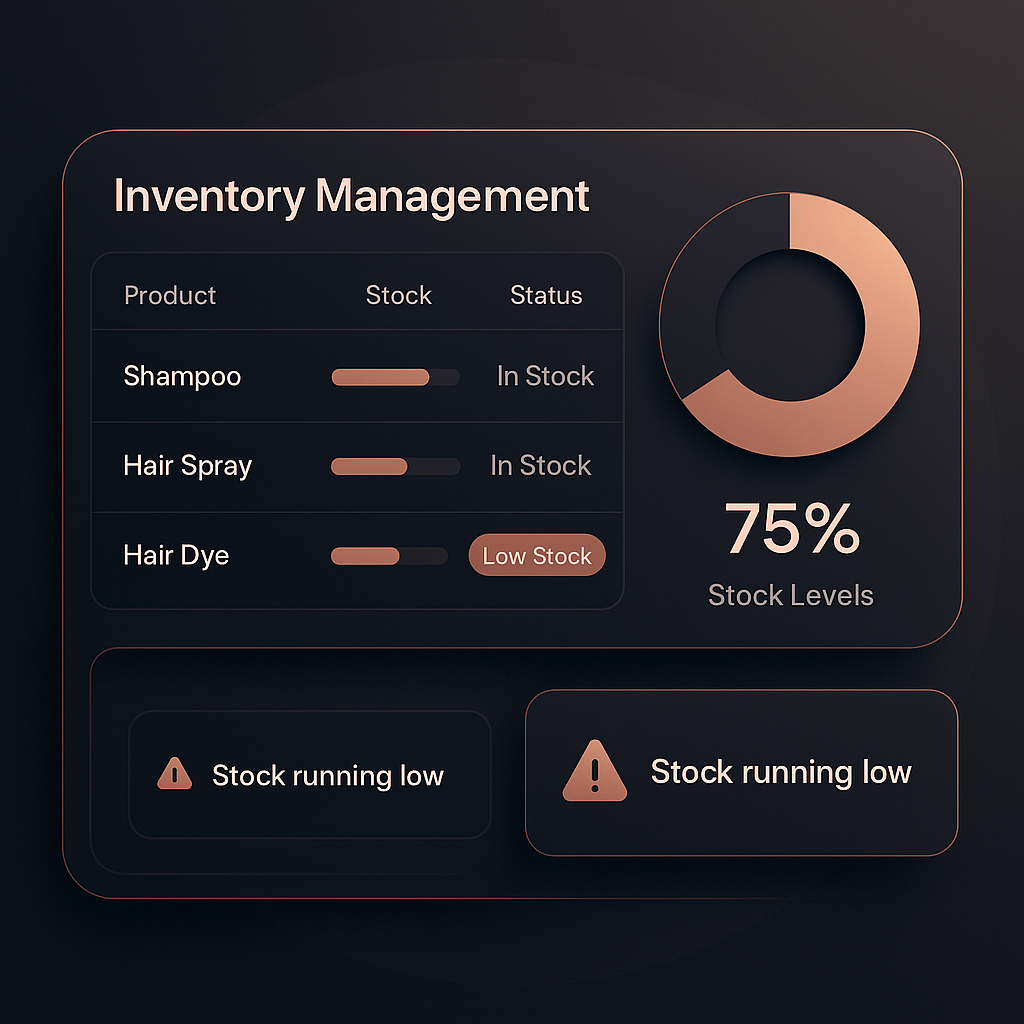 Inventory Management
Product Stock Status
Shampoo In Stock
Hair Spray In Stock
Hair Dye Low Stock
75%
Stock Levels
Stock running low
Stock running low